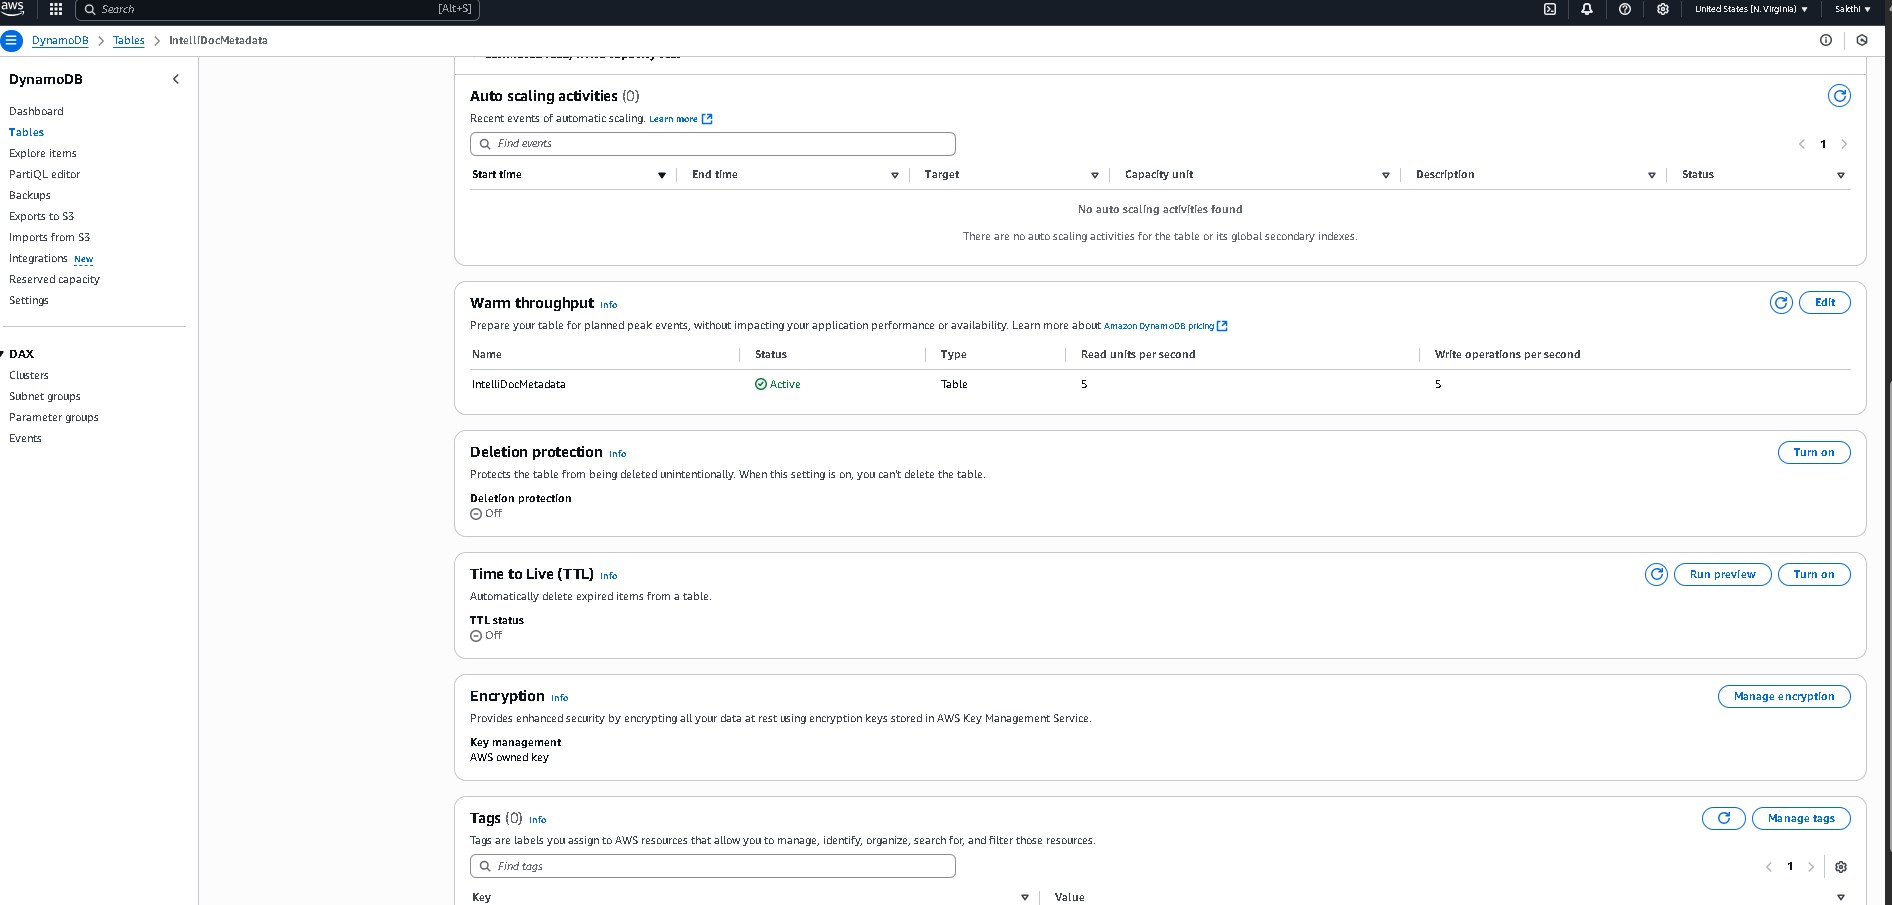 aws
Search [Alt+S] United States (N. Virginia) Sakthi
DynamoDB Tables IntelliDocMetadata
DynamoDB
Dashboard
Tables
Explore items
PartiQL editor
Backups
Exports to S3
Imports from S3
Integrations New
Reserved capacity
Settings
DAX
Clusters
Subnet groups
Parameter groups
Events
Auto scaling activities (0)
Recent events of automatic scaling. Learn more
Find events
1
Start time End time Target Capacity unit Description Status
No auto scaling activities found
There are no auto scaling activities for the table or its global secondary indexes.
Warm throughput Info
Edit
Prepare your table for planned peak events, without impacting your application performance or availability. Learn more about Amazon DynamoDB pricing
Name Status Type Read units per second Write operations per second
IntelliDocMetadata Active Table 5 5
Deletion protection Info
Turn on
Protects the table from being deleted unintentionally. When this setting is on, you can't delete the table.
Deletion protection
Off
Time to Live (TTL) Info
Run preview Turn on
Automatically delete expired items from a table.
TTL status
Off
Encryption Info
Manage encryption
Provides enhanced security by encrypting all your data at rest using encryption keys stored in AWS Key Management Service.
Key management
AWS owned key
Tags (0) Info
Manage tags
Tags are labels you assign to AWS resources that allow you to manage, identify, organize, search for, and filter those resources.
Find tags
1
Key Value